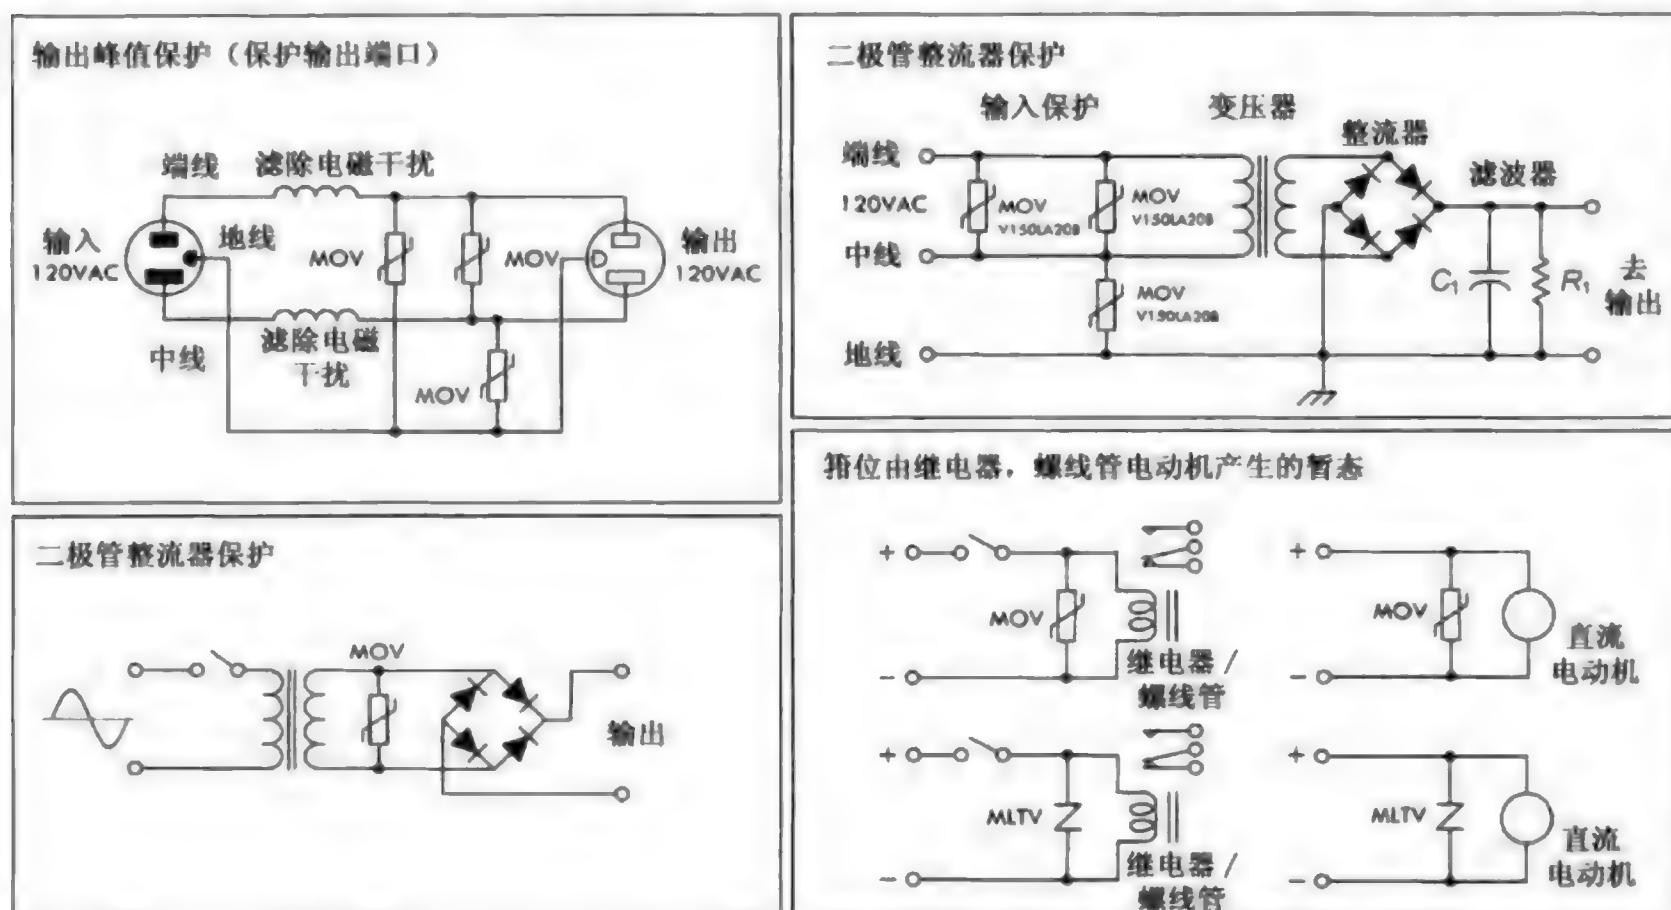 输出峰值保护（保护输出端口）
端线
滤除电磁干扰
输入
120VAC
地线
MOV
MOV
输出
120VAC
中线
滤除电磁
干扰
MOV
二极管整流器保护
MOV
输出
二极管整流器保护
输入保护
变压器
整流器
端线
滤波器
120VAC
MOV
V150LA20B
MOV
V150LA20B
中线
MOV
V150LA20B
C1
R1
去
输出
地线
箝位由继电器，螺线管电动机产生的暂态
+
MOV
-
继电器/
螺线管
+
MOV
-
直流
电动机
+
MLTV
-
继电器/
螺线管
+
MLTV
-
直流
电动机